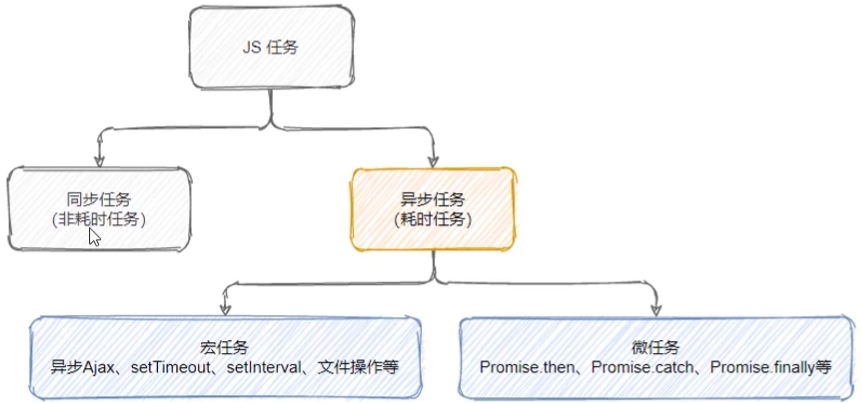 JS 任务
同步任务
(非耗时任务)
异步任务
(耗时任务)
宏任务
异步Ajax、setTimeout、setInterval、文件操作等
微任务
Promise.then、Promise.catch、Promise.finally等